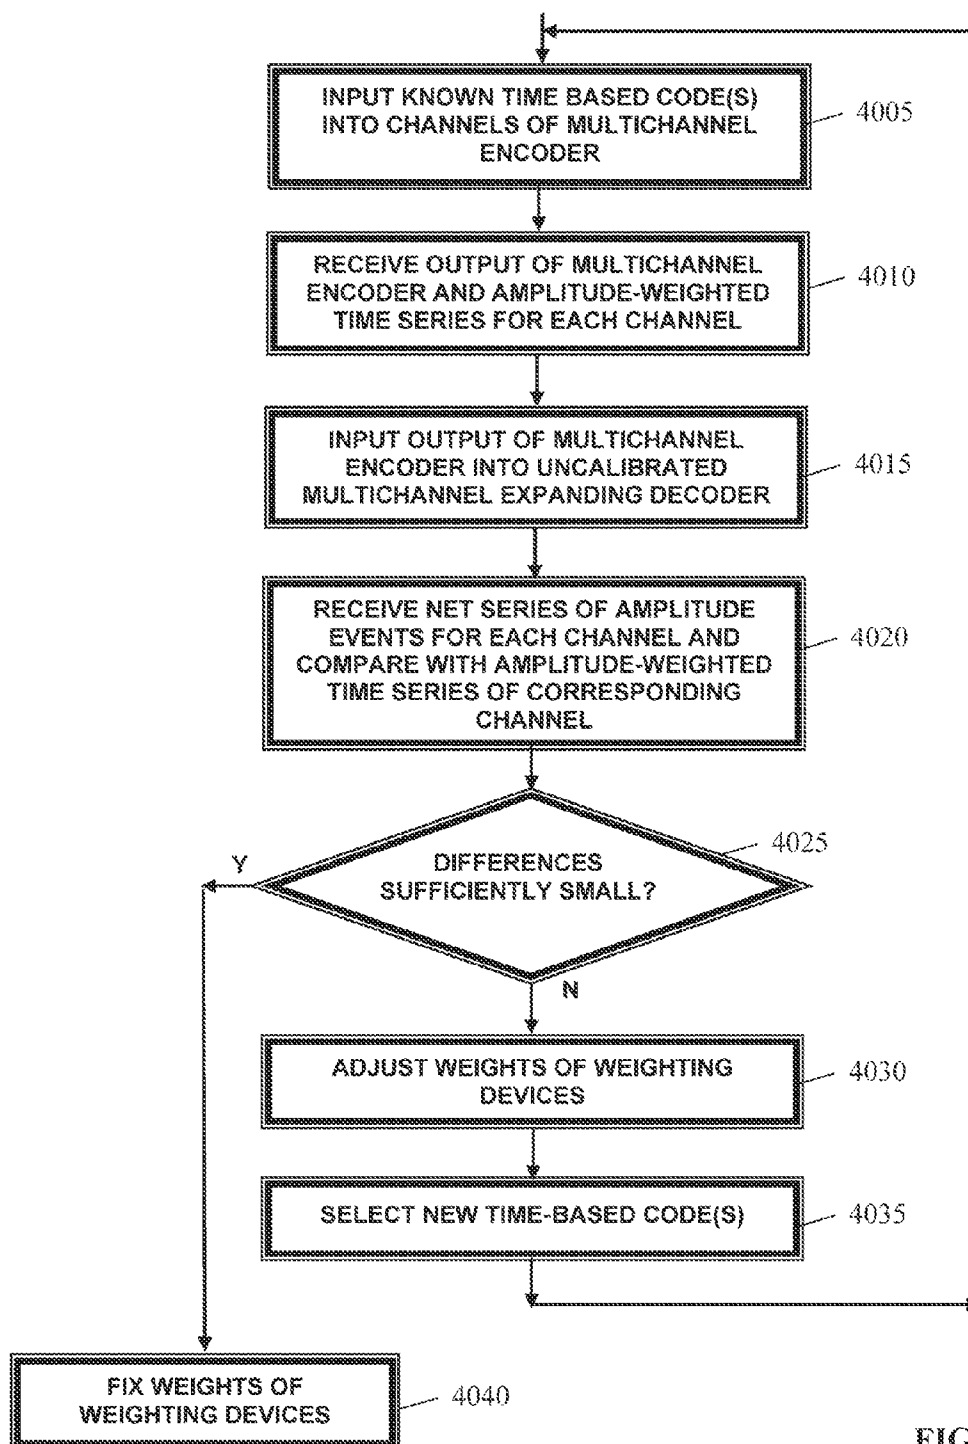 INPUT KNOWN TIME BASED CODE(S)
INTO CHANNELS OF MULTICHANNEL
ENCODER
4005
RECEIVE OUTPUT OF MULTICHANNEL
ENCODER AND AMPLITUDE-WEIGHTED
TIME SERIES FOR EACH CHANNEL
4010
INPUT OUTPUT OF MULTICHANNEL
ENCODER INTO UNCALIBRATED
MULTICHANNEL EXPANDING DECODER
4015
RECEIVE NET SERIES OF AMPLITUDE
EVENTS FOR EACH CHANNEL AND
COMPARE WITH AMPLITUDE-WEIGHTED
TIME SERIES OF CORRESPONDING
CHANNEL
4020
DIFFERENCES
SUFFICIENTLY SMALL?
4025
Y
N
ADJUST WEIGHTS OF WEIGHTING
DEVICES
4030
SELECT NEW TIME-BASED CODE(S)
4035
FIX WEIGHTS OF
WEIGHTING DEVICES
4040
FIG